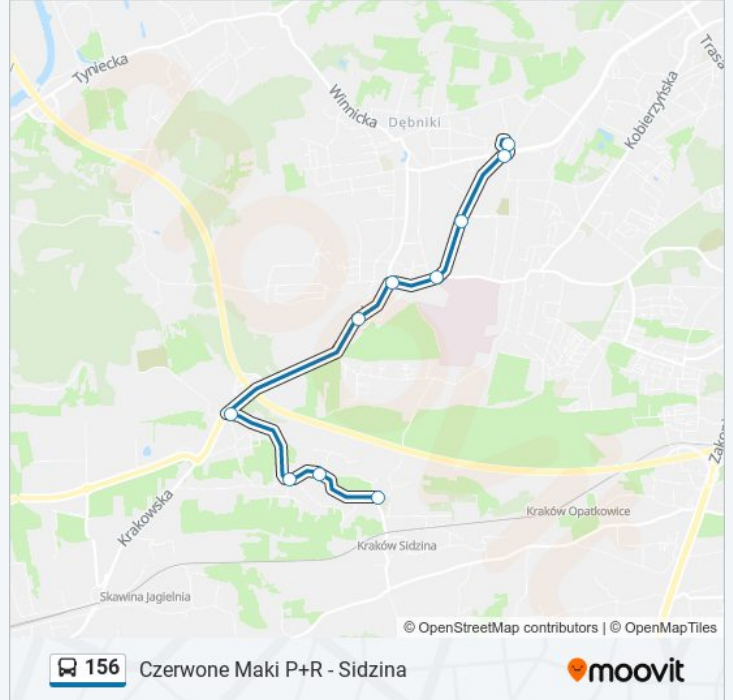 Tyniecka
Trasa
Winnicka
Dębniki
Kobierzyńska
Zako
Krakowska
Kraków Opatkowice
Kraków Sidzina
Skawina Jagielnia
© OpenStreetMap contributors | © OpenMapTiles
156 Czerwone Maki P+R - Sidzina
moovit